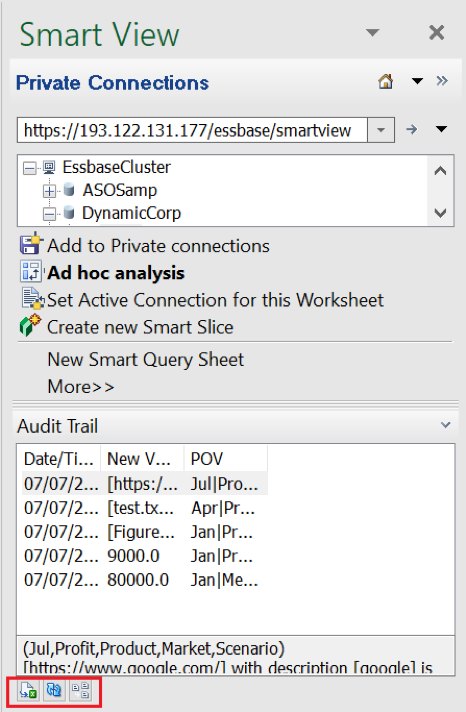 Smart View
Private Connections
https://193.122.131.177/essbase/smartview
EssbaseCluster
ASOSamp
DynamicCorp
Add to Private connections
Ad hoc analysis
Set Active Connection for this Worksheet
Create new Smart Slice
New Smart Query Sheet
More>>
Audit Trail
Date/Ti... New V... POV
07/07/2... [https:/... Jul|Pro...
07/07/2... [test.tx... Apr|Pr...
07/07/2... [Figure... Jan|Pr...
07/07/2... 9000.0 Jan|Pr...
07/07/2... 80000.0 Jan|Me...
(Jul,Profit,Product,Market,Scenario)
[https://www.google.com/] with description [google] is